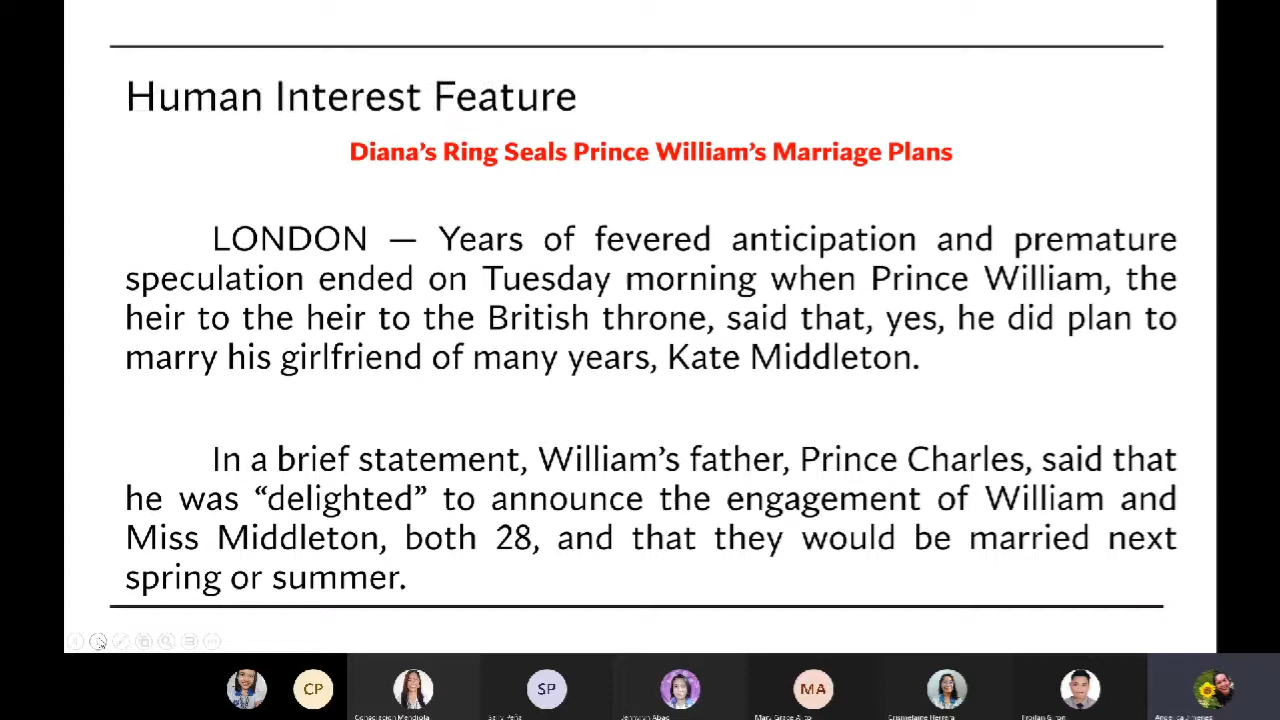 Human Interest Feature
Diana’s Ring Seals Prince William’s Marriage Plans
LONDON — Years of fevered anticipation and premature
speculation ended on Tuesday morning when Prince William, the
heir to the heir to the British throne, said that, yes, he did plan to
marry his girlfriend of many years, Kate Middleton.
In a brief statement, William’s father, Prince Charles, said that
he was “delighted” to announce the engagement of William and
Miss Middleton, both 28, and that they would be married next
spring or summer.
CP
SP
MA